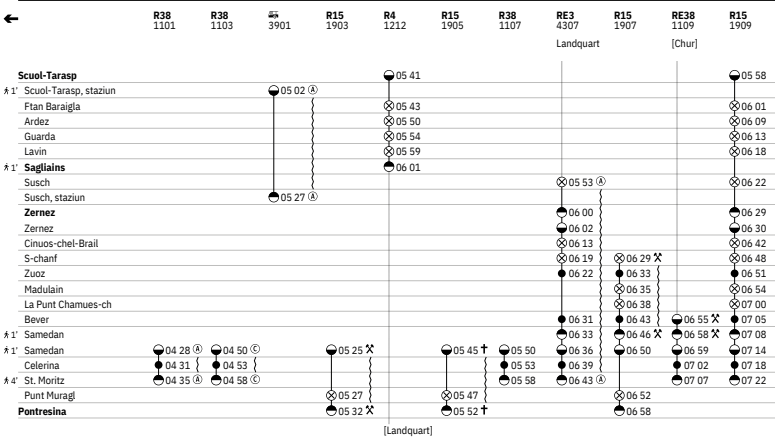 R38 R38 R15 R4 R15 R38 RE3 R15 RE38 R15
1101 1103 3901 1903 1212 1905 1107 4307 1907 1109 1909
Landquart [Chur]
Scuol-Tarasp 05 41 05 58
1' Scuol-Tarasp, staziun 05 02 Ⓐ
Ftan Baraigla 05 43 06 01
Ardez 05 50 06 09
Guarda 05 54 06 13
Lavin 05 59 06 18
1' Sagliains 06 01
Susch 05 53 Ⓐ 06 22
Susch, staziun 05 27 Ⓐ
Zernez 06 00 06 29
Zernez 06 02 06 30
Cinuos-chel-Brail 06 13 06 42
S-chanf 06 19 06 29 06 48
Zuoz 06 22 06 33 06 51
Madulain 06 35 06 54
La Punt Chamues-ch 06 38 07 00
Bever 06 31 06 43 06 55 07 05
1' Samedan 06 33 06 46 06 58 07 08
1' Samedan 04 28 Ⓐ 04 50 Ⓒ 05 25 05 45 05 50 06 36 06 50 06 59 07 14
Celerina 04 31 04 53 05 53 06 39 07 02 07 18
4' St. Moritz 04 35 Ⓐ 04 58 Ⓒ 05 58 06 43 Ⓐ 07 07 07 22
Punt Muragl 05 27 05 47 06 52
Pontresina 05 32 05 52 06 58
[Landquart]